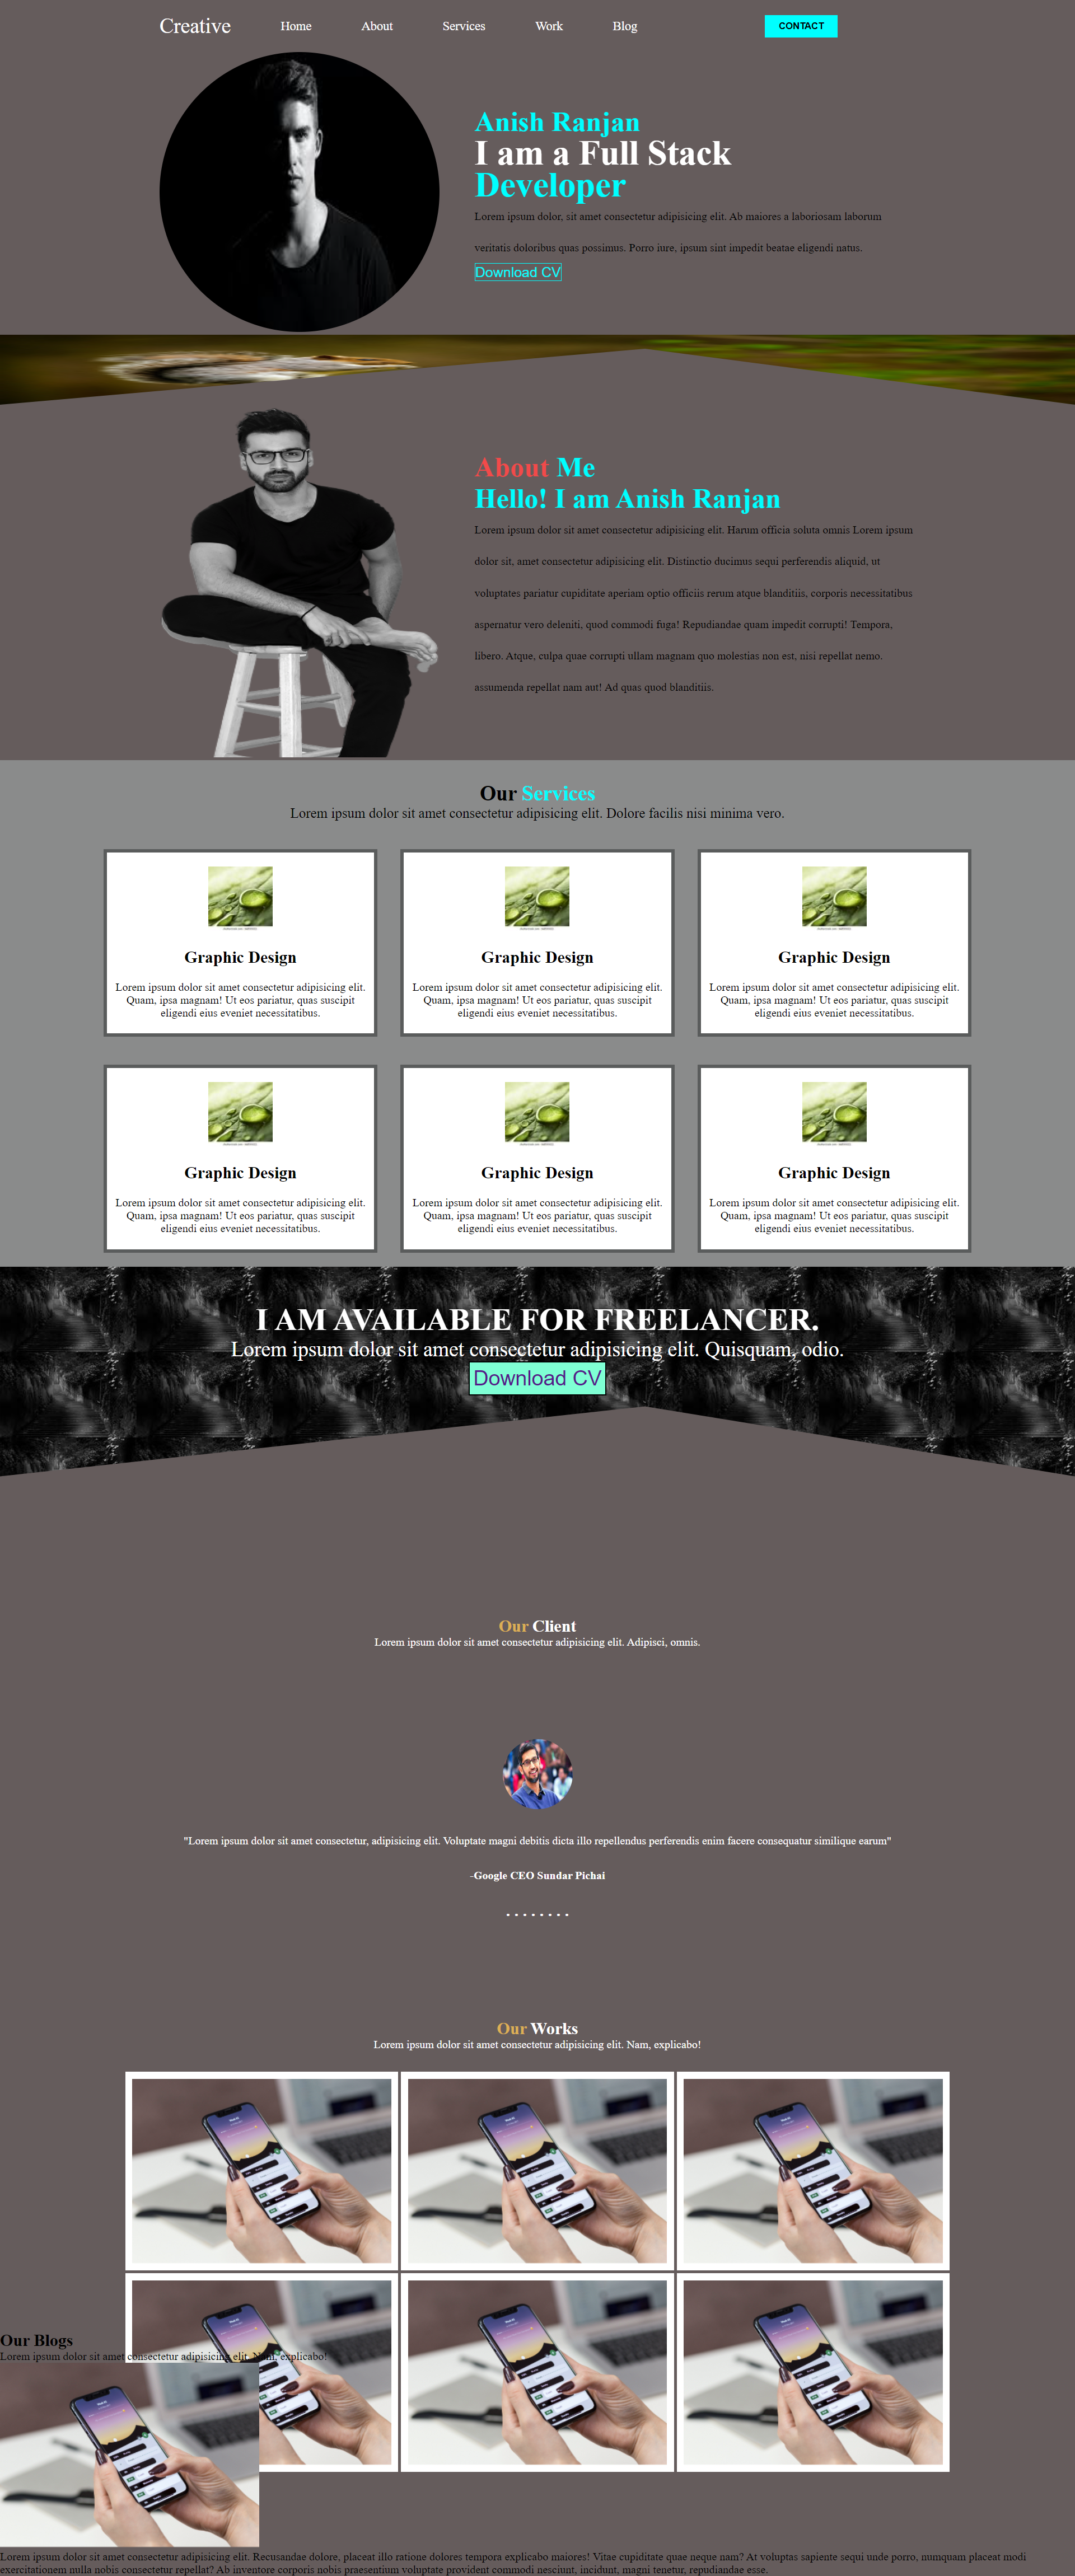 Creative Home About Services Work Blog CONTACT
Anish Ranjan
I am a Full Stack
Developer
Lorem ipsum dolor, sit amet consectetur adipisicing elit. Ab maiores a laboriosam laborum
veritatis doloribus quas possimus. Porro iure, ipsum sint impedit beatae eligendi natus.
Download CV
About Me
Hello! I am Anish Ranjan
Lorem ipsum dolor sit amet consectetur adipisicing elit. Harum officia soluta omnis Lorem ipsum
dolor sit, amet consectetur adipisicing elit. Distinctio ducimus sequi perferendis aliquid, ut
voluptates pariatur cupiditate aperiam optio officiis rerum atque blanditiis, corporis necessitatibus
aspernatur vero deleniti, quod commodi fuga! Repudiandae quam impedit corrupti! Tempora,
libero. Atque, culpa quae corrupti ullam magnam quo molestias non est, nisi repellat nemo.
assumenda repellat nam aut! Ad quas quod blanditiis.
Our Services
Lorem ipsum dolor sit amet consectetur adipisicing elit. Dolore facilis nisi minima vero.
Graphic Design
Lorem ipsum dolor sit amet consectetur adipisicing elit.
Quam, ipsa magnam! Ut eos pariatur, quas suscipit
eligendi eius eveniet necessitatibus.
Graphic Design
Lorem ipsum dolor sit amet consectetur adipisicing elit.
Quam, ipsa magnam! Ut eos pariatur, quas suscipit
eligendi eius eveniet necessitatibus.
Graphic Design
Lorem ipsum dolor sit amet consectetur adipisicing elit.
Quam, ipsa magnam! Ut eos pariatur, quas suscipit
eligendi eius eveniet necessitatibus.
Graphic Design
Lorem ipsum dolor sit amet consectetur adipisicing elit.
Quam, ipsa magnam! Ut eos pariatur, quas suscipit
eligendi eius eveniet necessitatibus.
Graphic Design
Lorem ipsum dolor sit amet consectetur adipisicing elit.
Quam, ipsa magnam! Ut eos pariatur, quas suscipit
eligendi eius eveniet necessitatibus.
Graphic Design
Lorem ipsum dolor sit amet consectetur adipisicing elit.
Quam, ipsa magnam! Ut eos pariatur, quas suscipit
eligendi eius eveniet necessitatibus.
I AM AVAILABLE FOR FREELANCER.
Lorem ipsum dolor sit amet consectetur adipisicing elit. Quisquam, odio.
Download CV
Our Client
Lorem ipsum dolor sit amet consectetur adipisicing elit. Adipisci, omnis.
"Lorem ipsum dolor sit amet consectetur, adipisicing elit. Voluptate magni debitis dicta illo repellendus perferendis enim facere consequatur similique earum"
-Google CEO Sundar Pichai
Our Works
Lorem ipsum dolor sit amet consectetur adipisicing elit. Nam, explicabo!
Our Blogs
Lorem ipsum dolor sit amet consectetur adipisicing elit. Nam, explicabo!
Lorem ipsum dolor sit amet consectetur adipisicing elit. Recusandae dolore, placeat illo ratione dolores tempora explicabo maiores! Vitae cupiditate quae neque nam? At voluptas sapiente sequi unde porro, numquam placeat modi
exercitationem nulla nobis consectetur repellat? Ab inventore corporis nobis praesentium voluptate provident commodi nesciunt, incidunt, magni tenetur, repudiandae esse.